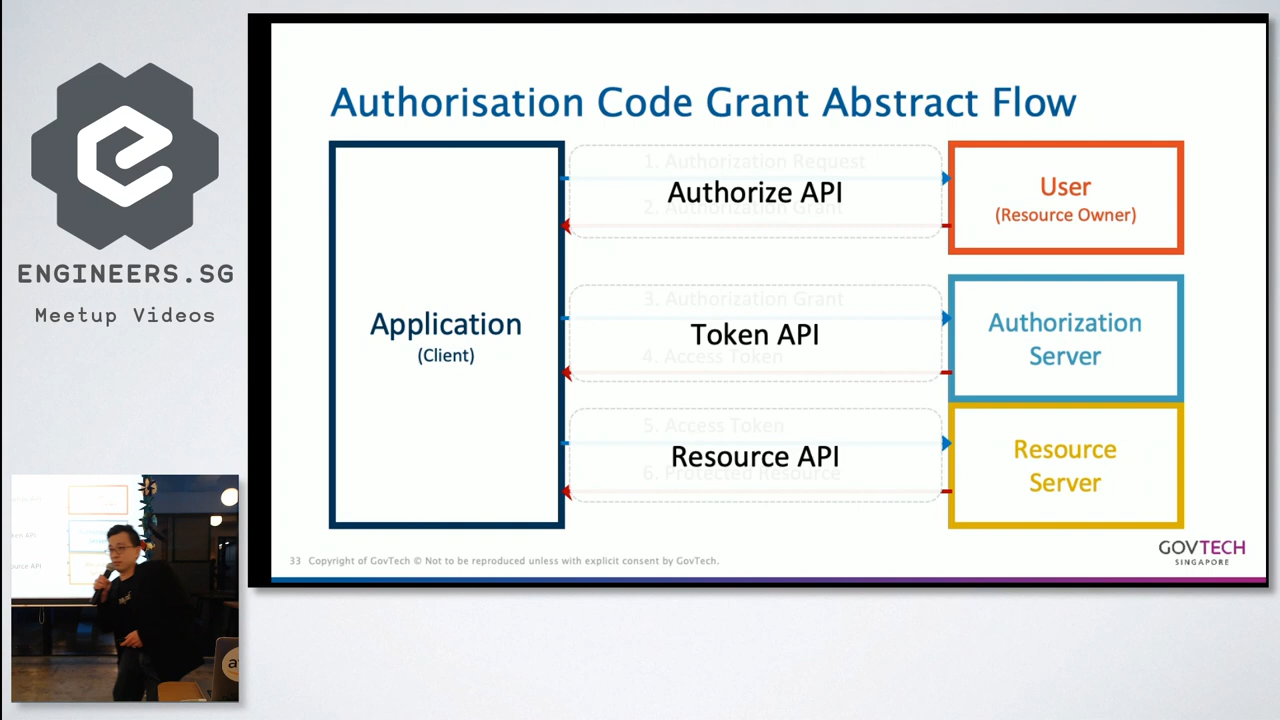 ENGINEERS.SG
Meetup Videos
Authorisation Code Grant Abstract Flow
Application
(Client)
1. Authorization Request
Authorize API
2. Authorization Grant
User
(Resource Owner)
3. Authorization Grant
Token API
4. Access Token
Authorization
Server
5. Access Token
Resource API
6. Protected Resource
Resource
Server
33 Copyright of GovTech © Not to be reproduced unless with explicit consent by GovTech.
GOVTECH
SINGAPORE